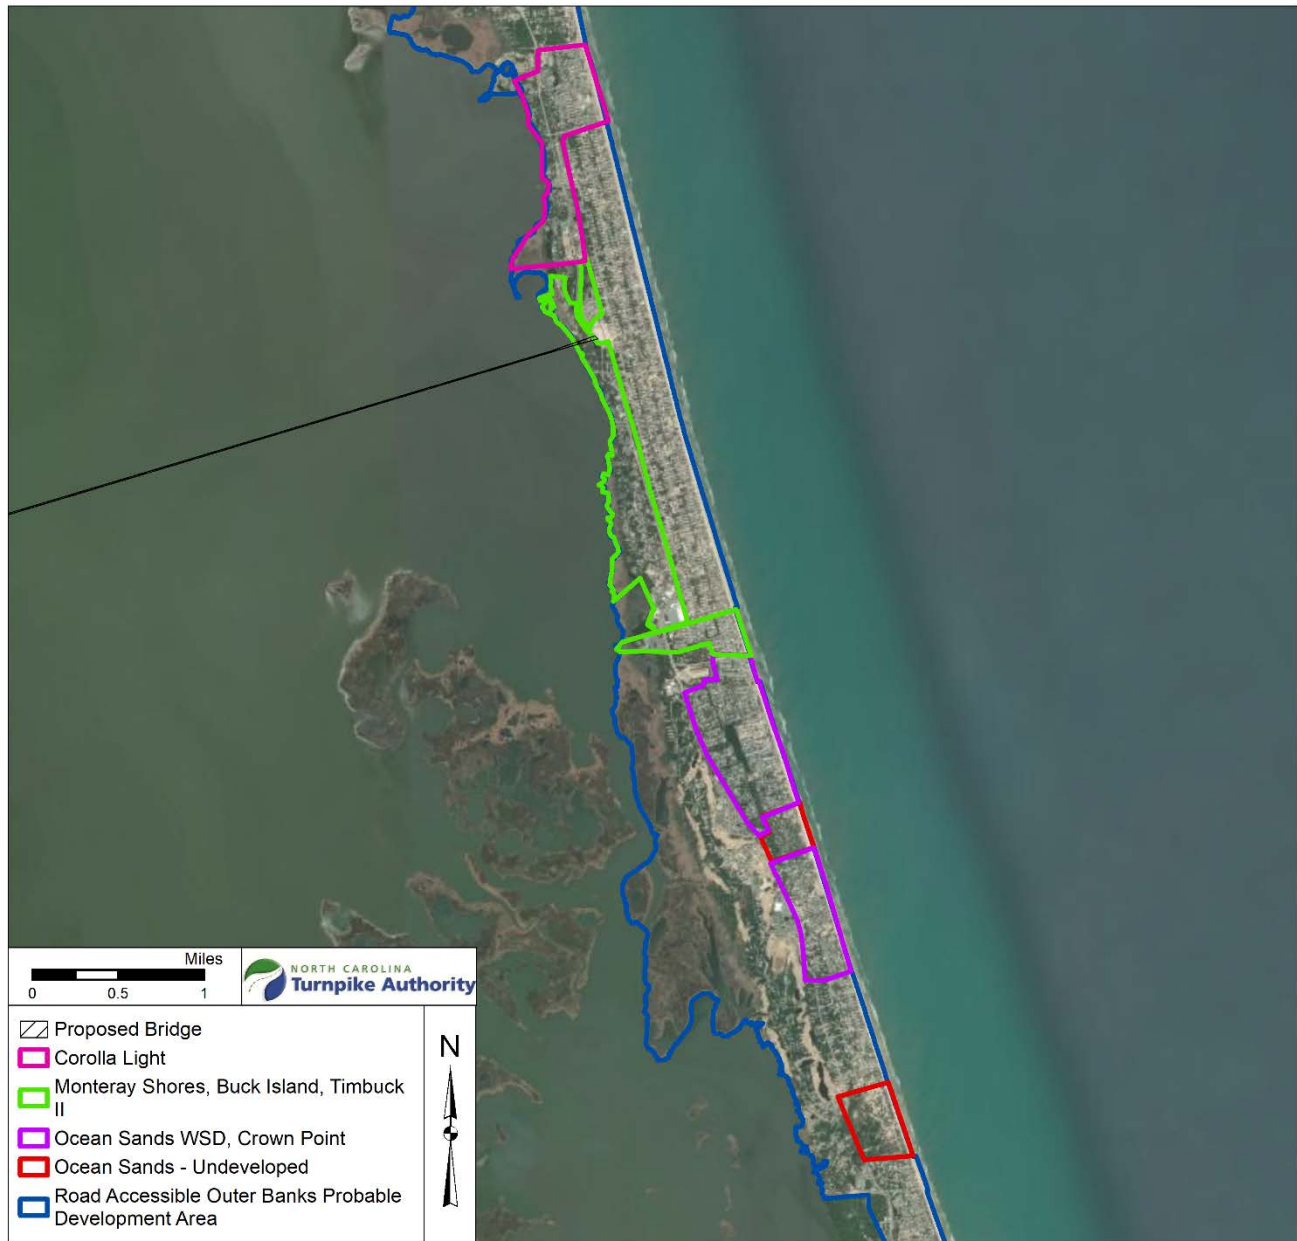 Miles
0 0.5 1
NORTH CAROLINA
Turnpike Authority
Proposed Bridge
Corolla Light
Monteray Shores, Buck Island, Timbuck
II
Ocean Sands WSD, Crown Point
Ocean Sands - Undeveloped
Road Accessible Outer Banks Probable
Development Area
N